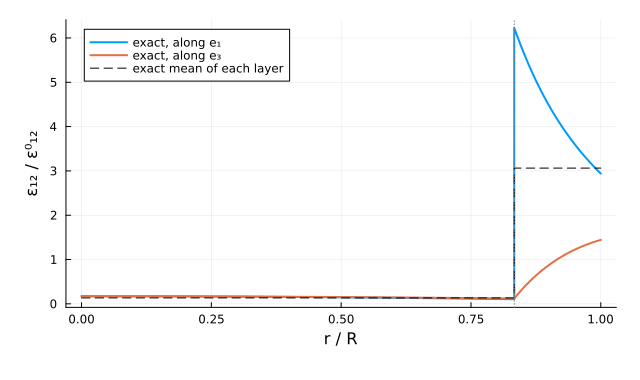 exact, along e₁
exact, along e₃
exact mean of each layer
6
5
4
3
2
1
0
ε₁₂ / ε⁰₁₂
0.00
0.25
0.50
0.75
1.00
r / R